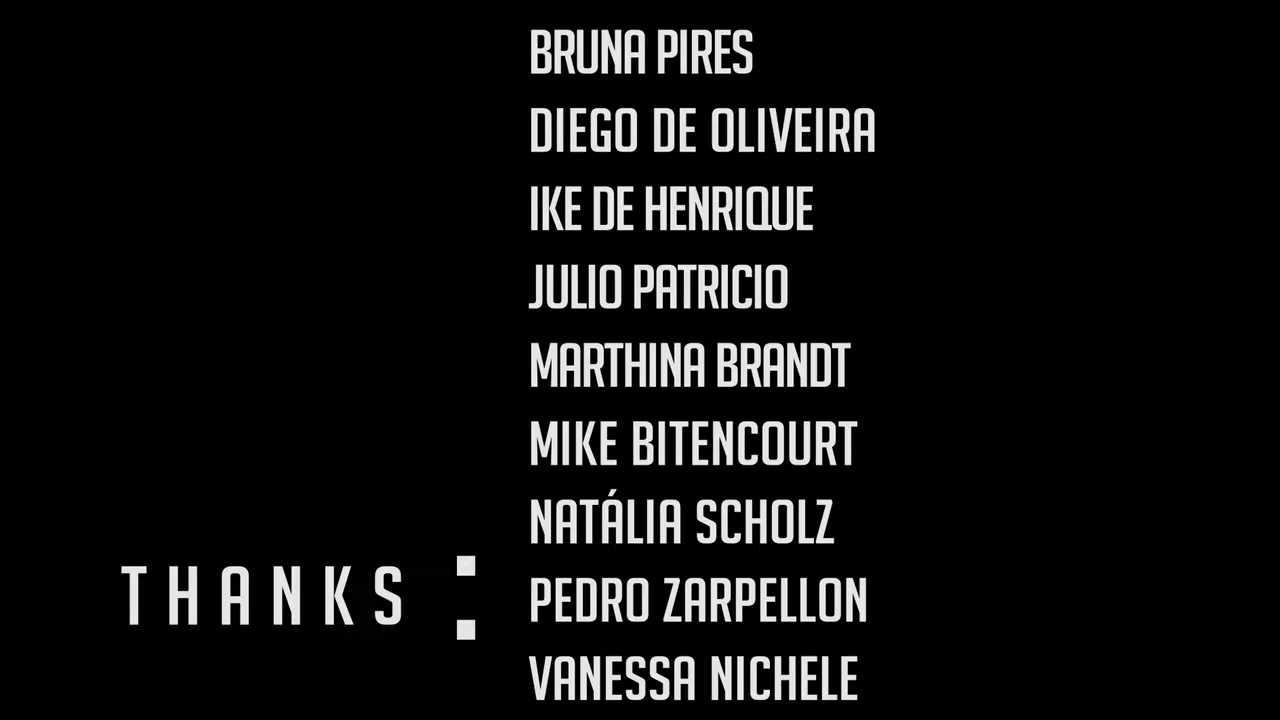 BRUNA PIRES
DIEGO DE OLIVEIRA
IKE DE HENRIQUE
JULIO PATRICIO
MARTHINA BRANDT
MIKE BITENCOURT
NATÁLIA SCHOLZ
THANKS :
PEDRO ZARPELLON
VANESSA NICHELE